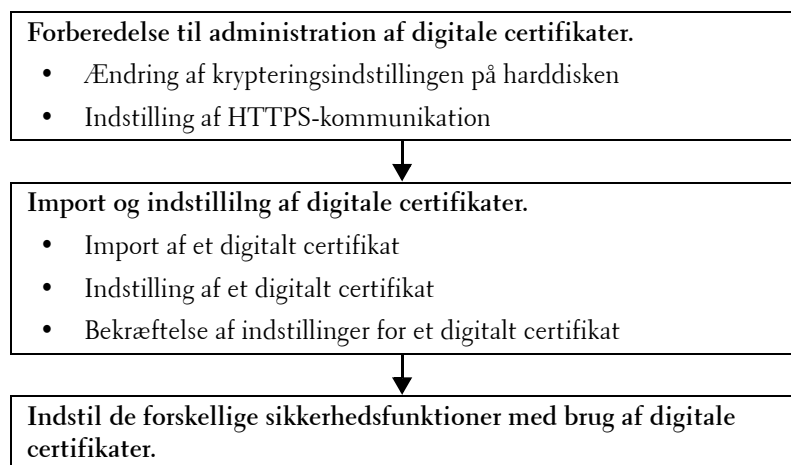 Forberedelse til administration af digitale certifikater.
• Ændring af krypteringsindstillingen på harddisken
• Indstilling af HTTPS-kommunikation
Import og indstillilng af digitale certifikater.
• Import af et digitalt certifikat
• Indstilling af et digitalt certifikat
• Bekræftelse af indstillinger for et digitalt certifikat
Indstil de forskellige sikkerhedsfunktioner med brug af digitale
certifikater.